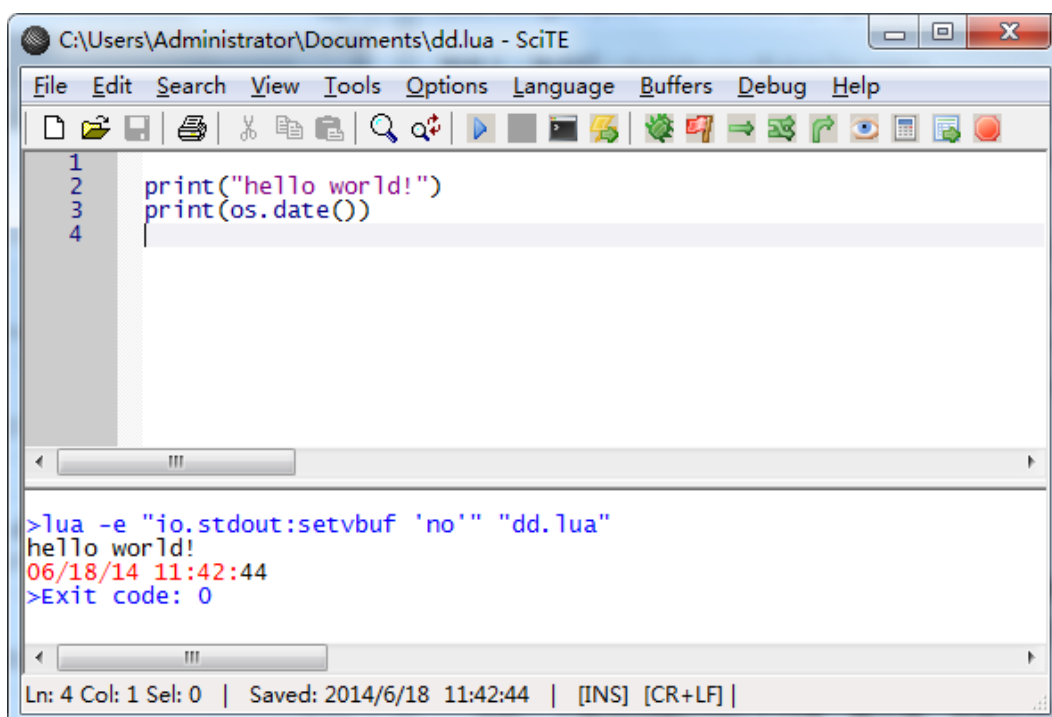 C:\Users\Administrator\Documents\dd.lua - SciTE
File Edit Search View Tools Options Language Buffers Debug Help
1
2 print("hello world!")
3 print(os.date())
4
>lua -e "io.stdout:setvbuf 'no'" "dd.lua"
hello world!
06/18/14 11:42:44
>Exit code: 0
Ln: 4 Col: 1 Sel: 0 | Saved: 2014/6/18 11:42:44 | [INS] [CR+LF] |